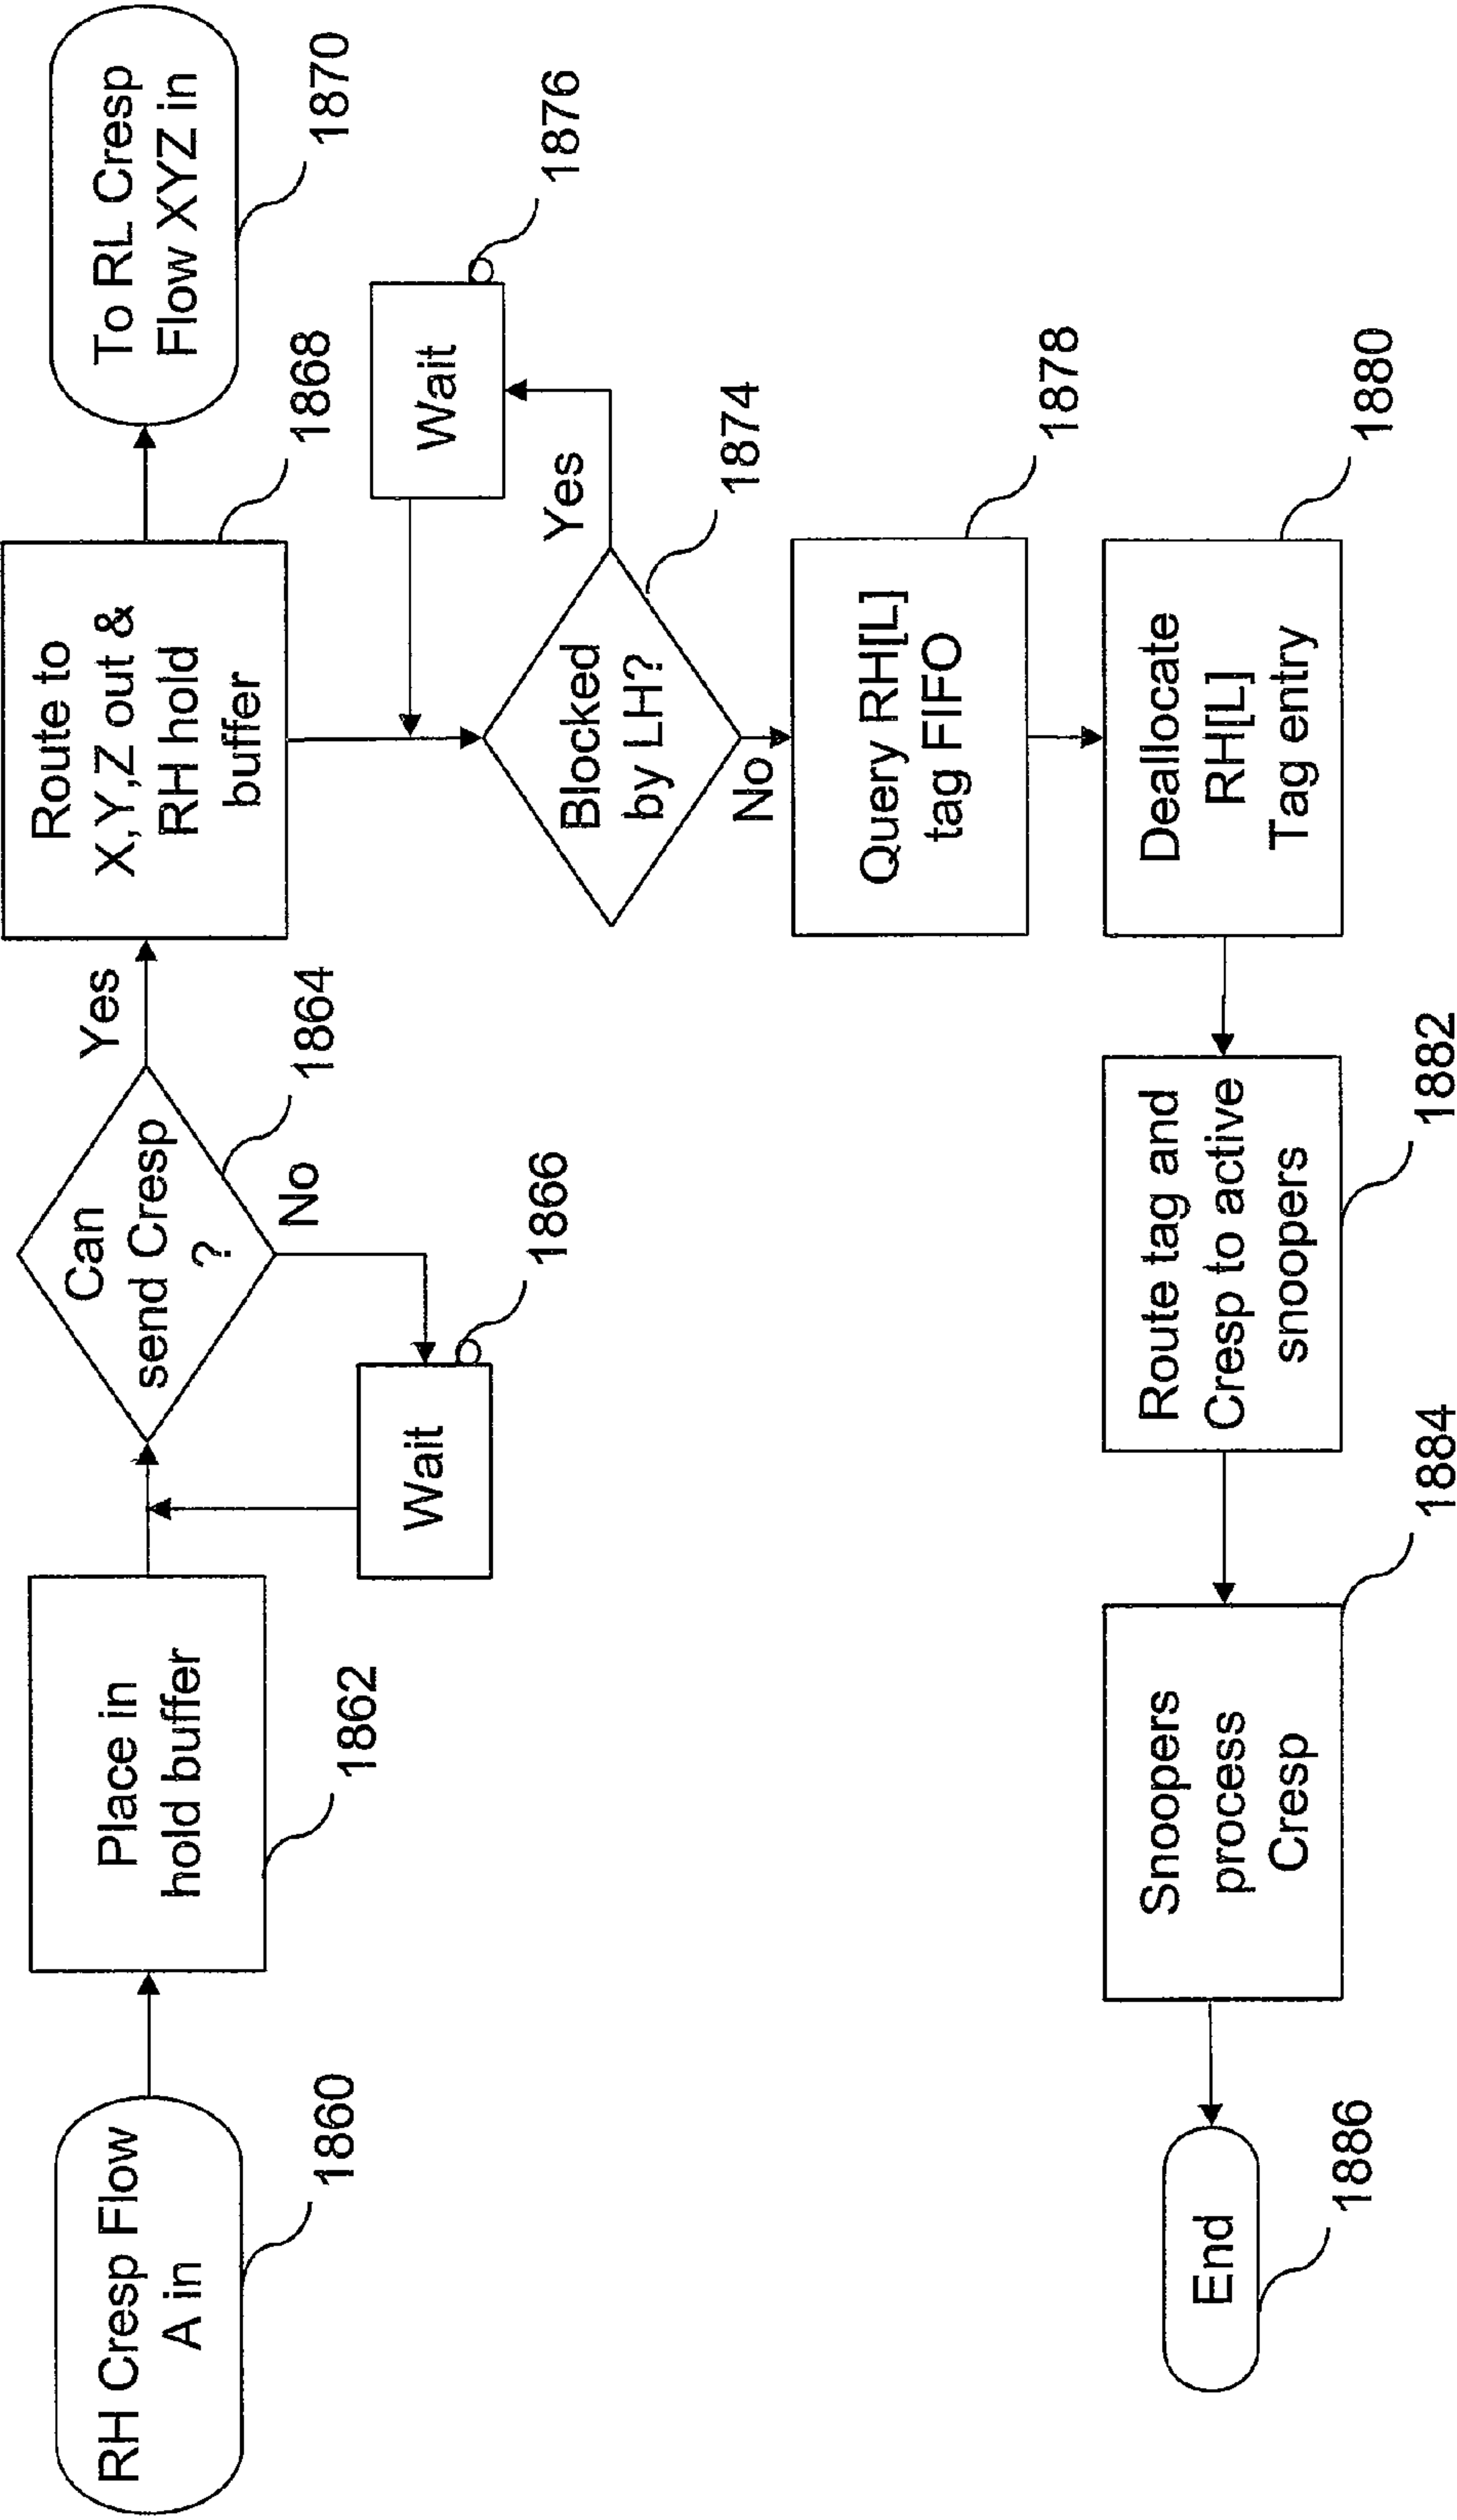 RH Cresp Flow
A in
1860
Place in
hold buffer
1862
Can
send Cresp
?
1864
Yes
No
Wait
1866
Route to
X,Y,Z out &
RH hold
buffer
1868
To RL Cresp
Flow XYZ in
1870
Blocked
by LH?
1874
Yes
Wait
1876
No
Query RH[L]
tag FIFO
1878
Deallocate
RH[L]
Tag entry
1880
Route tag and
Cresp to active
snoopers
1882
Snoopers
process
Cresp
1884
End
1886